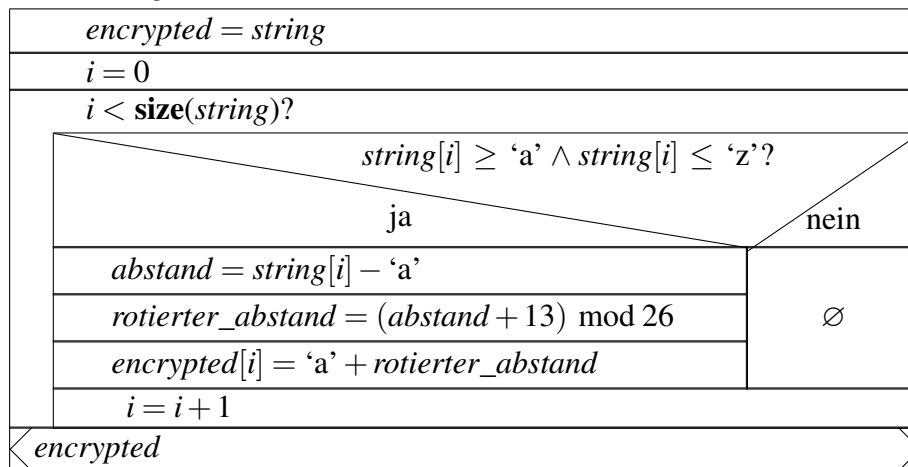 encrypted = string
i = 0
i < size(string)?
string[i] ≥ ‘a’ ∧ string[i] ≤ ‘z’?
ja
nein
abstand = string[i] − ‘a’
rotierter_abstand = (abstand + 13) mod 26
∅
encrypted[i] = ‘a’ + rotierter_abstand
i = i + 1
encrypted